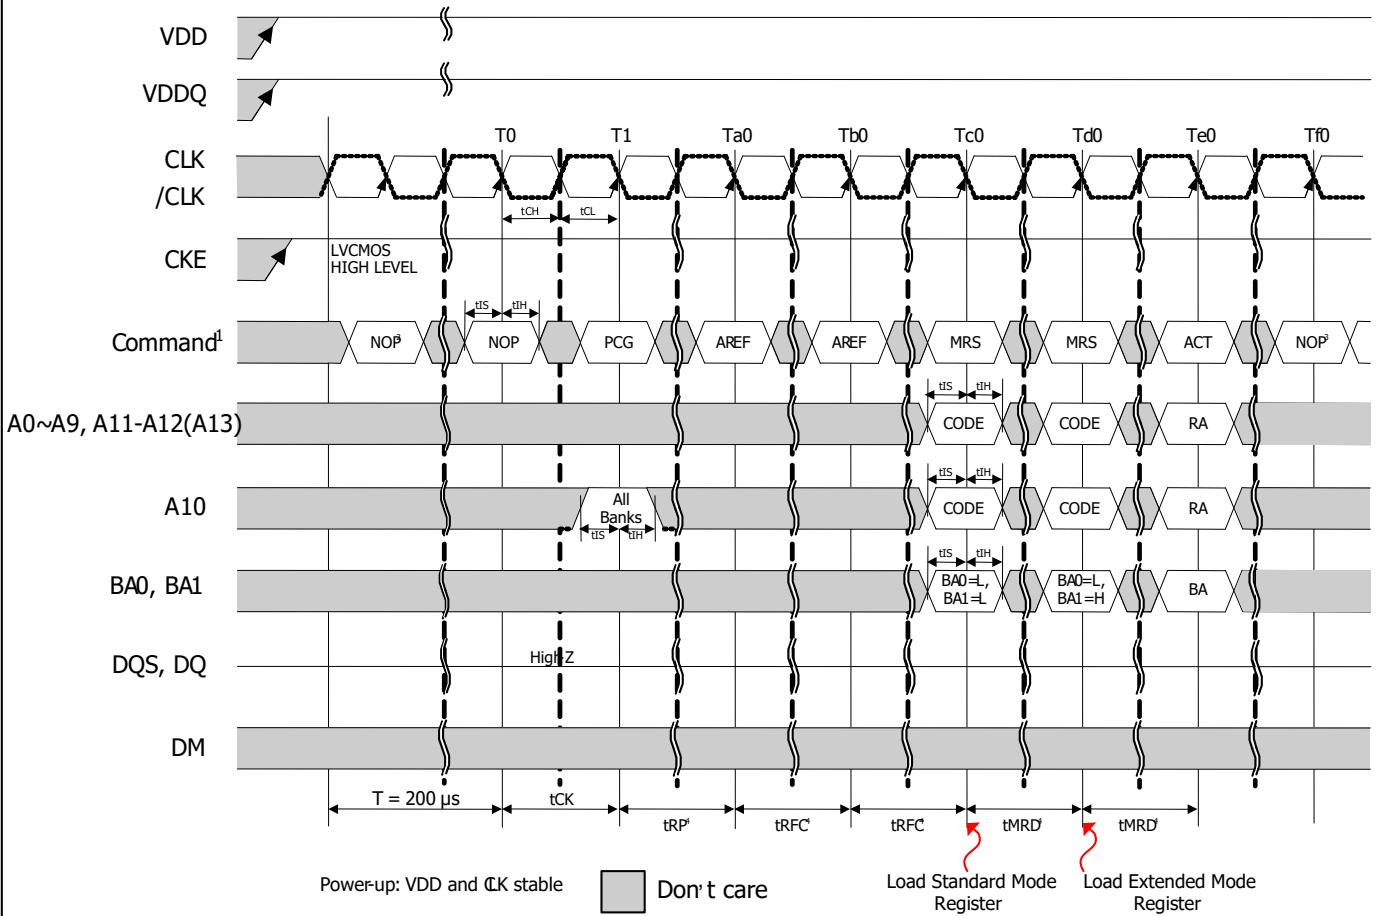 VDD
VDDQ
T0 T1 Ta0 Tb0 Tc0 Td0 Te0 Tf0
CLK
/CLK
tCH tCL
CKE
LVCMOS
HIGH LEVEL
tIS tIH
Command1
NOP3 NOP PCG AREF AREF MRS MRS ACT NOP3
tIS tIH
A0~A9, A11-A12(A13)
CODE CODE RA
tIS tIH
A10
All
Banks
CODE CODE RA
tIS tIH
tIS tIH
BA0, BA1
BA0=L,
BA1=L
BA0=L,
BA1=H
BA
DQS, DQ
High-Z
DM
T = 200 µs tCK
tRP4 tRFC4 tRFC4 tMRD4 tMRD4
Power-up: VDD and CLK stable
Don't care
Load Standard Mode
Register
Load Extended Mode
Register